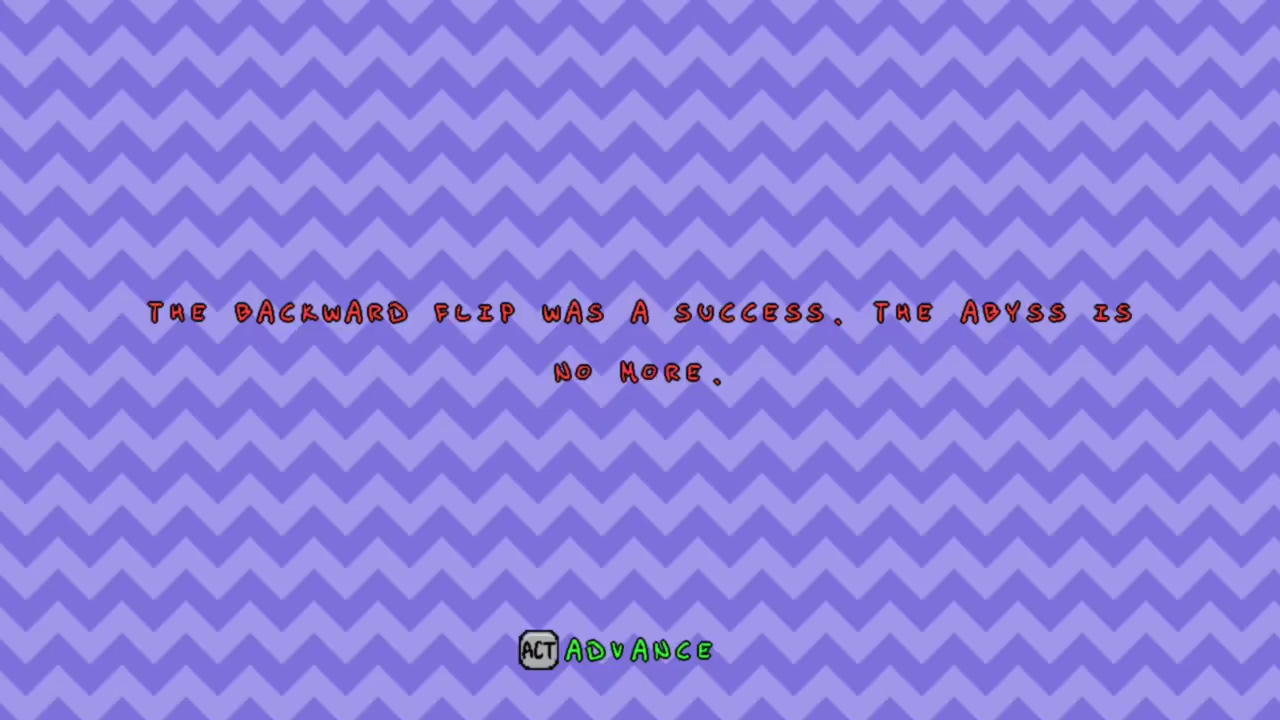 THE BACKWARD FLIP WAS A SUCCESS. THE ABYSS IS
NO MORE.
ACT ADVANCE